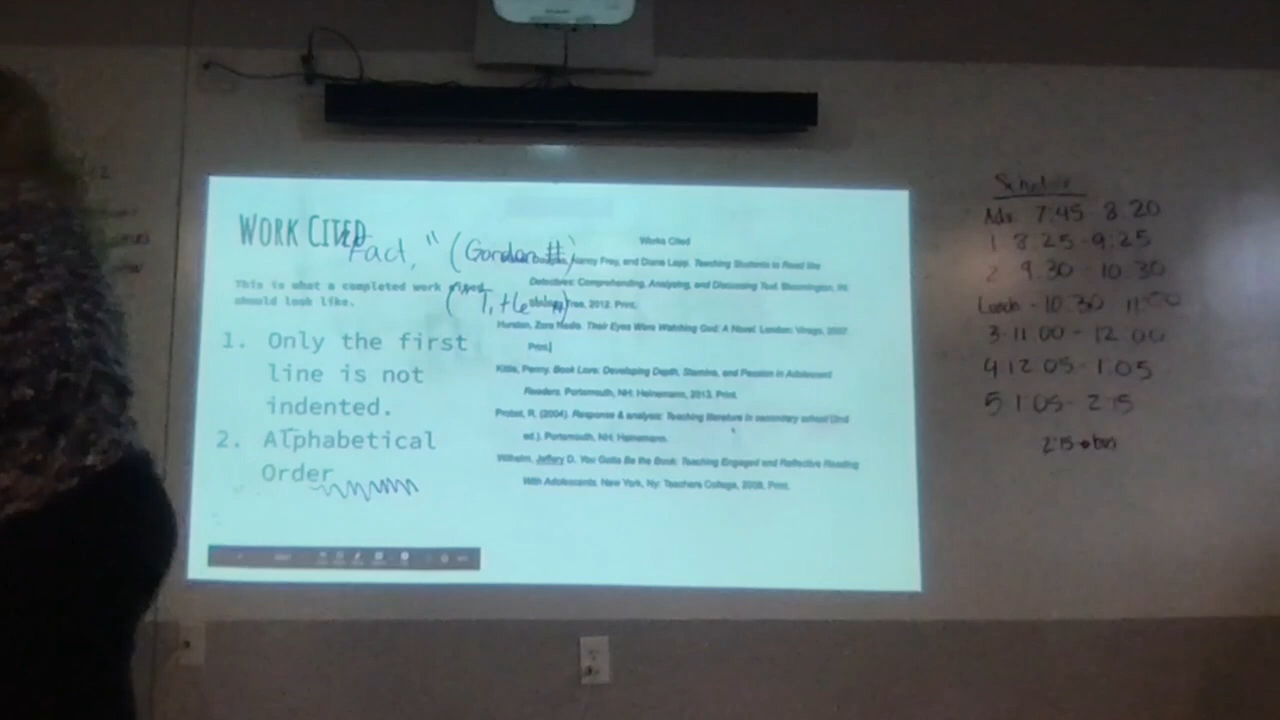 WORK CITED
"Fact," (Gordon #)
("Title")
This is what a completed work
should look like.
1. Only the first
line is not
indented.
2. Alphabetical
Order
Works Cited
Nancy Frey, and Diane Lapp. Teaching Students to Read like
Detectives: Comprehending, Analyzing, and Discussing Text. Bloomington, IN:
Tree, 2012. Print.
Hurston, Zora Neale. Their Eyes Were Watching God: A Novel. London: Virago, 2007.
Print.
Kittle, Penny. Book Love: Developing Depth, Stamina, and Passion in Adolescent
Readers. Portsmouth, NH: Heinemann, 2013. Print.
Probst, R. (2004). Response & analysis: Teaching literature in secondary school (2nd
ed.). Portsmouth, NH: Heinemann.
Wilhelm, Jeffery D. You Gotta Be the Book: Teaching Engaged and Reflective Reading
With Adolescents. New York, Ny: Teachers College, 2008. Print.
Adv. 7:45-8:20
1 8:25-9:25
2 9:30-10:30
Lunch - 10:30 11:00
3 11:00-12:00
4 12:05-1:05
5 1:05-2:15
2:15 → bus